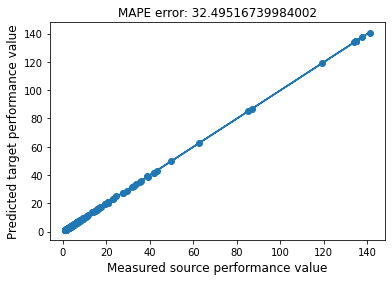 MAPE error: 32.49516739984002
Predicted target performance value
140
120
100
80
60
40
20
0
0 20 40 60 80 100 120 140
Measured source performance value